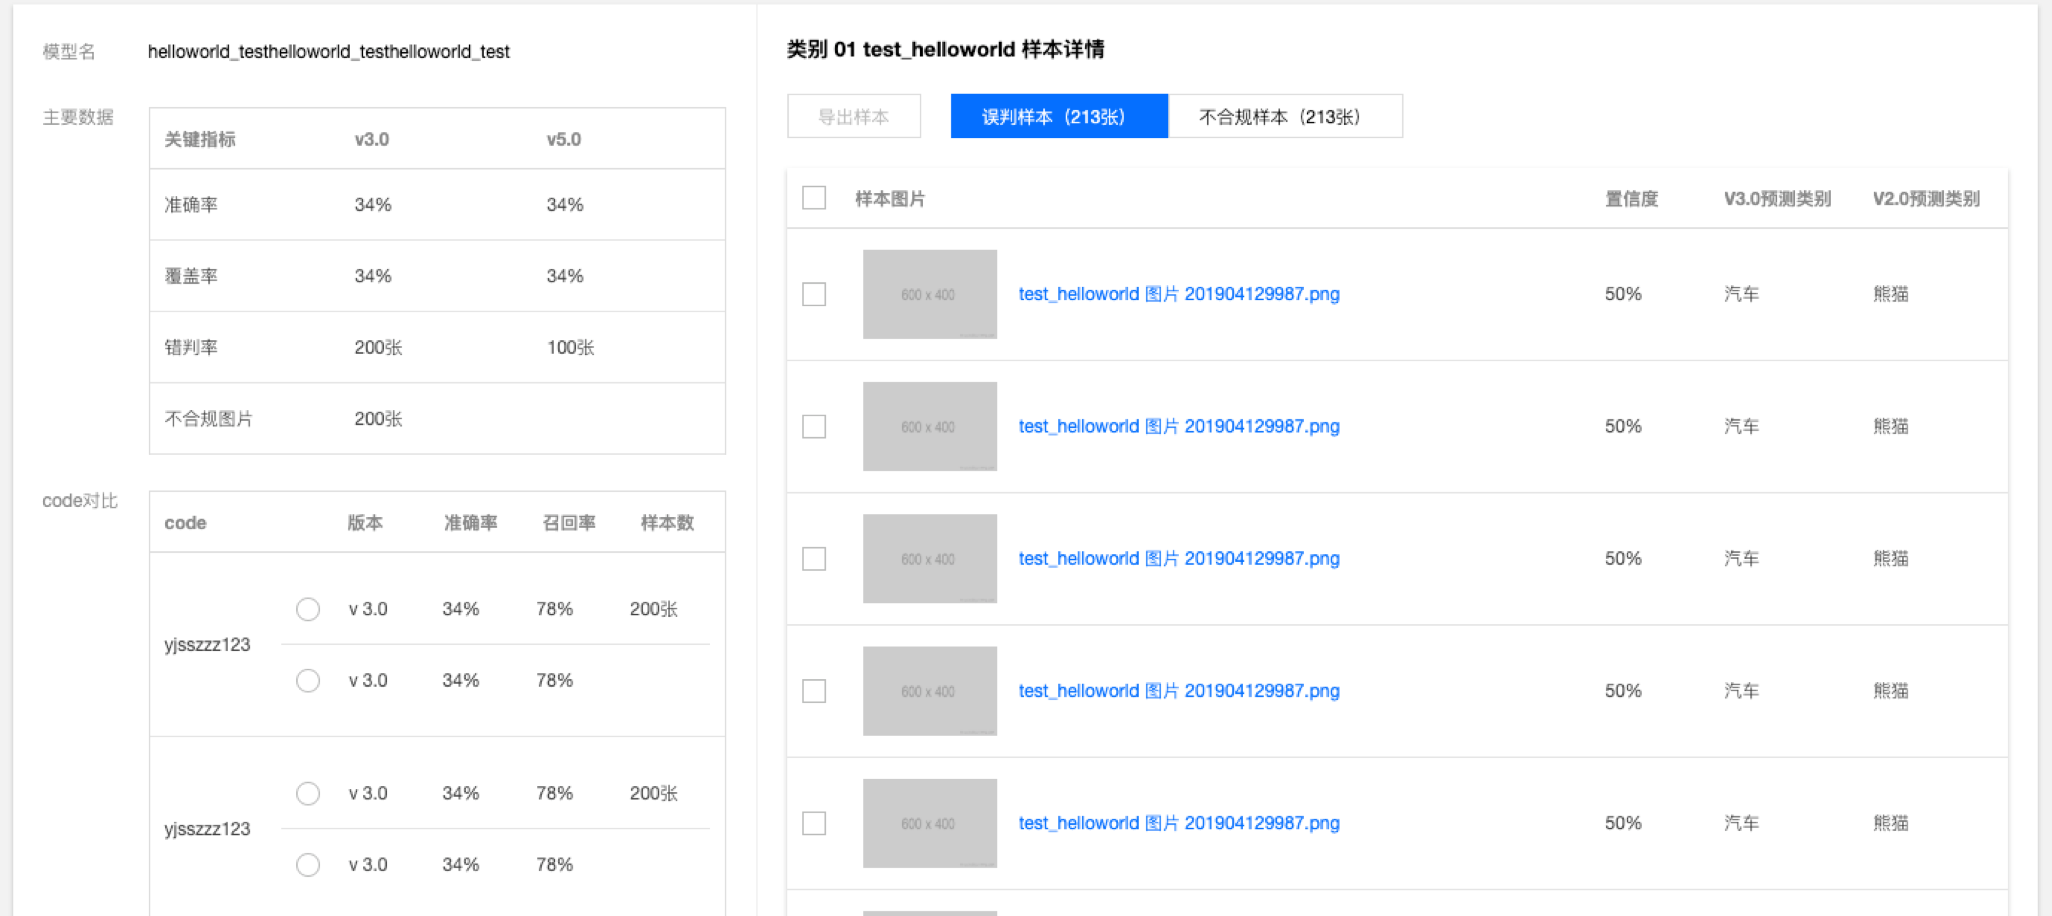 模型名 helloworld_testhelloworld_testhelloworld_test
主要数据
关键指标 v3.0 v5.0
准确率 34% 34%
覆盖率 34% 34%
错判率 200张 100张
不合规图片 200张
code对比
code 版本 准确率 召回率 样本数
yjsszzz123
v 3.0 34% 78% 200张
v 3.0 34% 78%
yjsszzz123
v 3.0 34% 78% 200张
v 3.0 34% 78%
类别 01 test_helloworld 样本详情
导出样本 误判样本（213张） 不合规样本（213张）
样本图片 置信度 V3.0预测类别 V2.0预测类别
600 x 400 test_helloworld 图片 201904129987.png 50% 汽车 熊猫
600 x 400 test_helloworld 图片 201904129987.png 50% 汽车 熊猫
600 x 400 test_helloworld 图片 201904129987.png 50% 汽车 熊猫
600 x 400 test_helloworld 图片 201904129987.png 50% 汽车 熊猫
600 x 400 test_helloworld 图片 201904129987.png 50% 汽车 熊猫